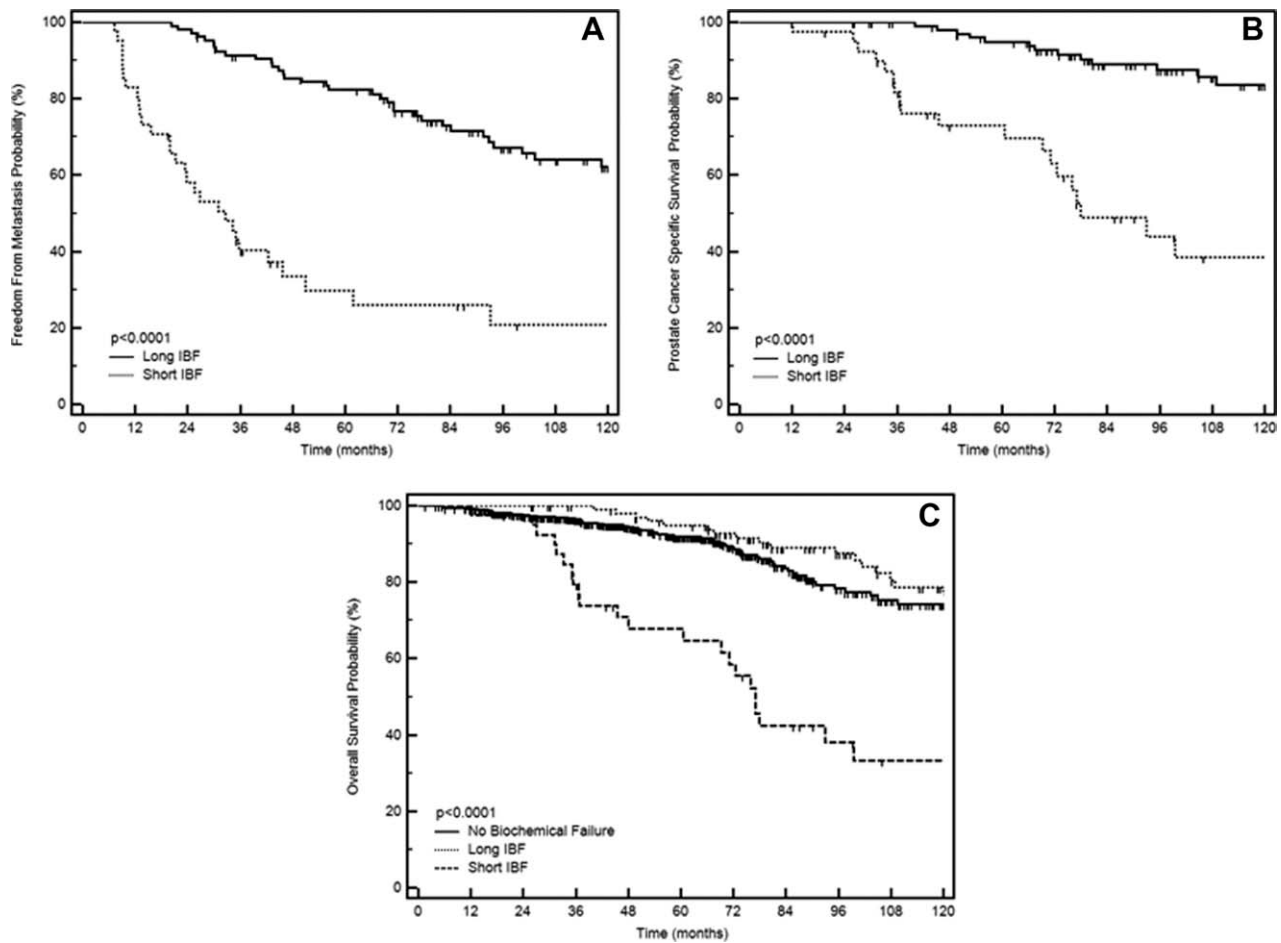 A
Freedom From Metastasis Probability (%)
100
80
60
40
20
0
p<0.0001
Long IBF
Short IBF
0 12 24 36 48 60 72 84 96 108 120
Time (months)
B
Prostate Cancer Specific Survival Probability (%)
100
80
60
40
20
0
p<0.0001
Long IBF
Short IBF
0 12 24 36 48 60 72 84 96 108 120
Time (months)
C
Overall Survival Probability (%)
100
80
60
40
20
0
p<0.0001
No Biochemical Failure
Long IBF
Short IBF
0 12 24 36 48 60 72 84 96 108 120
Time (months)